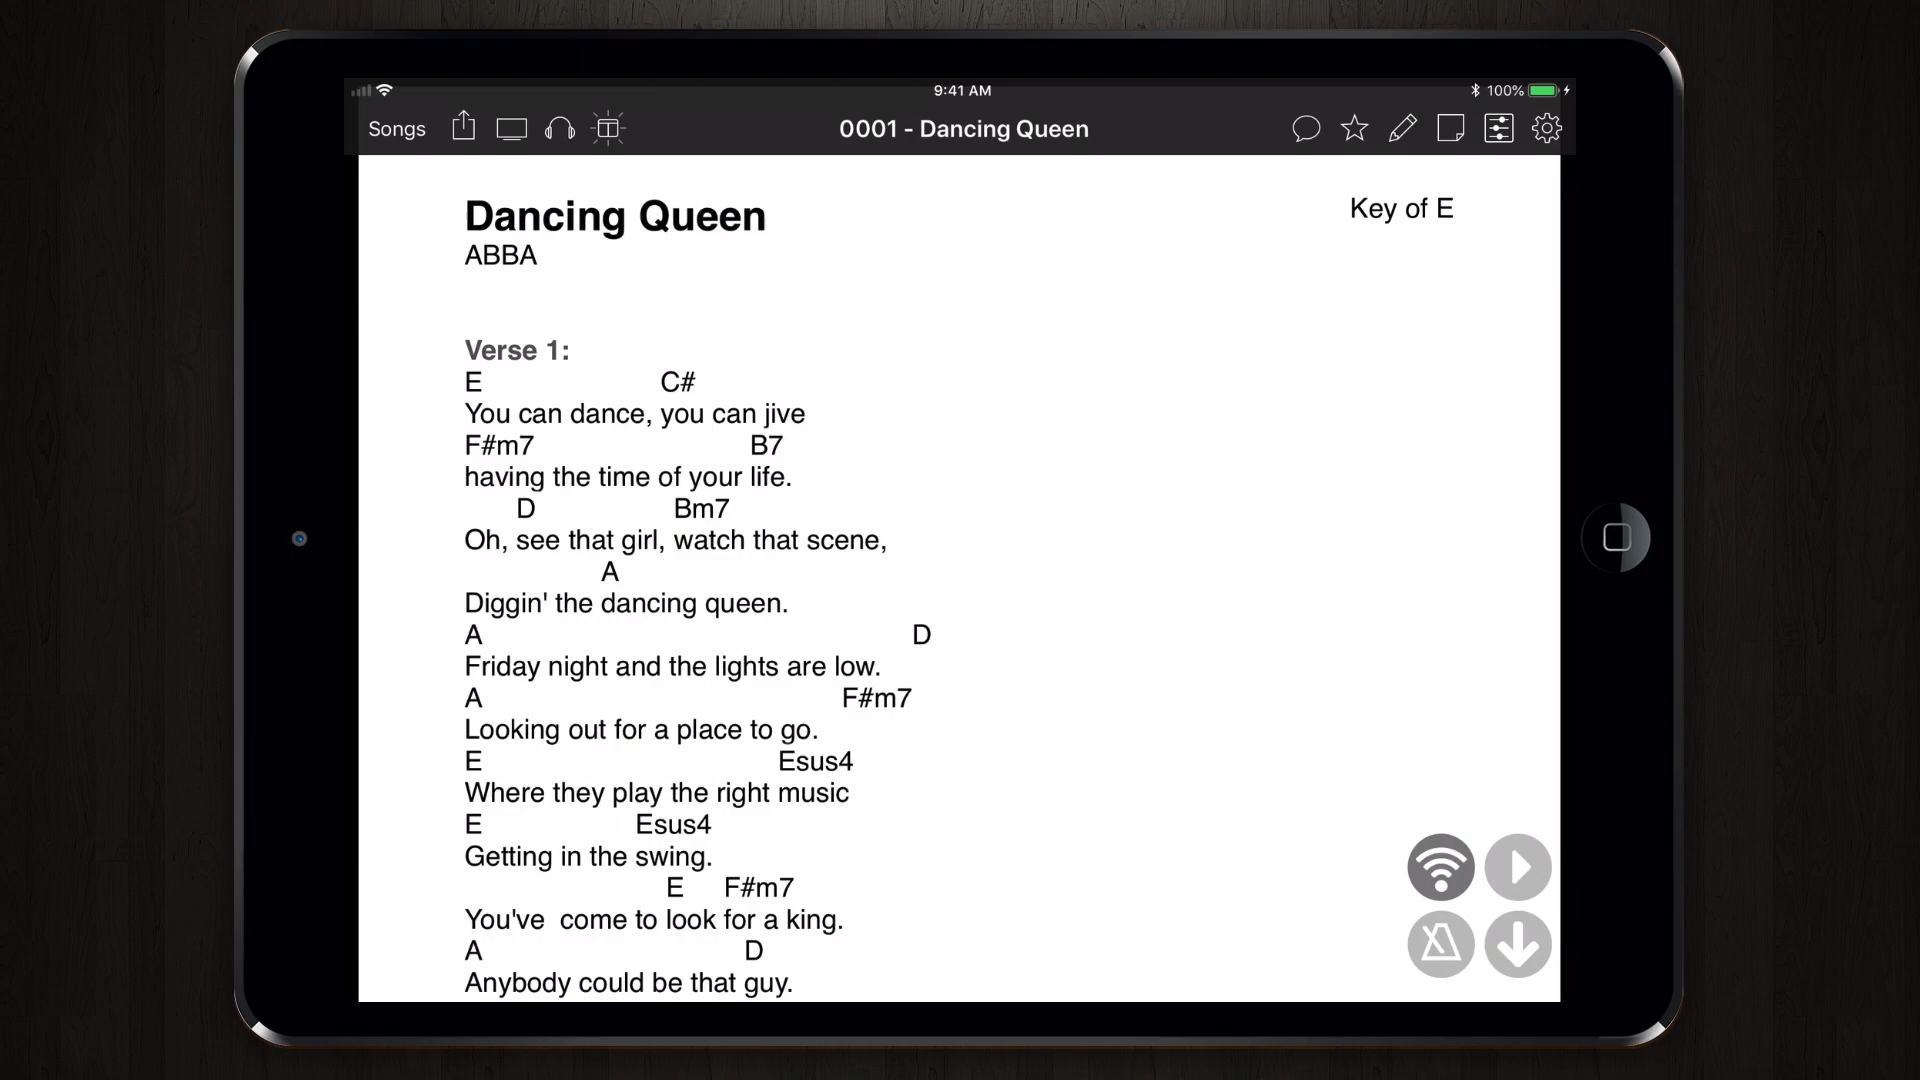 9:41 AM
100%
Songs
0001 - Dancing Queen
Dancing Queen
Key of E
ABBA
Verse 1:
E C#
You can dance, you can jive
F#m7 B7
having the time of your life.
D Bm7
Oh, see that girl, watch that scene,
A
Diggin' the dancing queen.
A D
Friday night and the lights are low.
A F#m7
Looking out for a place to go.
E Esus4
Where they play the right music
E Esus4
Getting in the swing.
E F#m7
You've  come to look for a king.
A D
Anybody could be that guy.